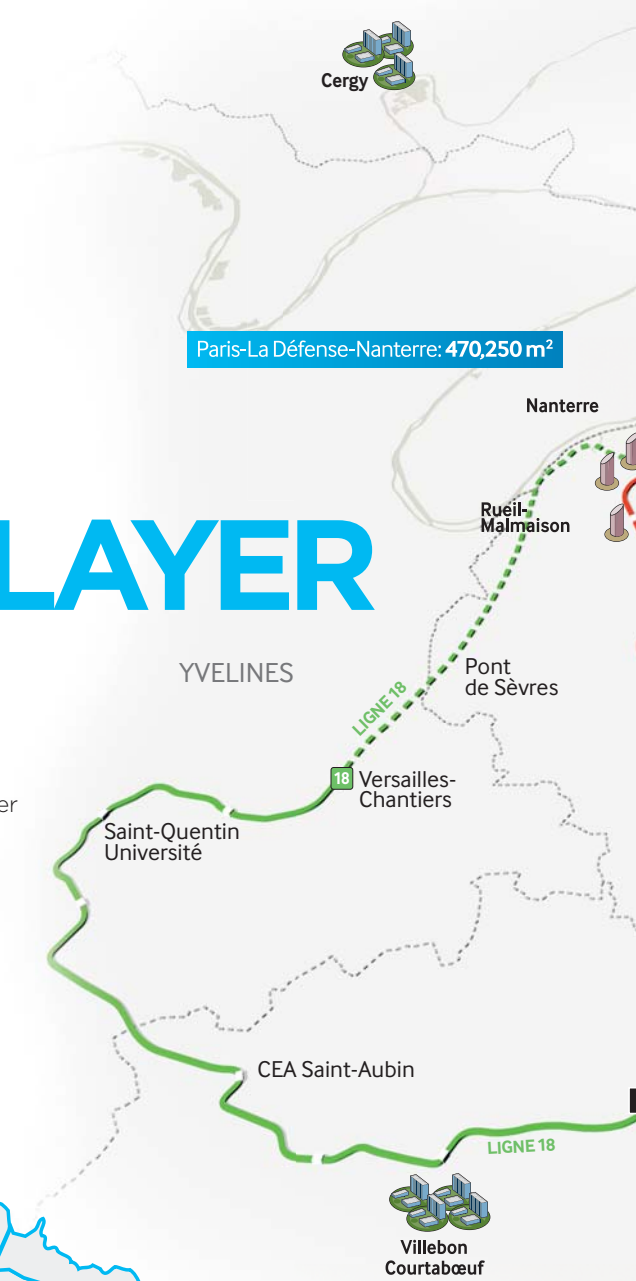 Cergy
Paris-La Défense-Nanterre: 470,250 m²
Nanterre
Rueil-
Malmaison
LAYER
YVELINES
Pont
de Sèvres
LIGNE 18
18
Versailles-
Chantiers
er
Saint-Quentin
Université
CEA Saint-Aubin
LIGNE 18
Villebon
Courtabœuf